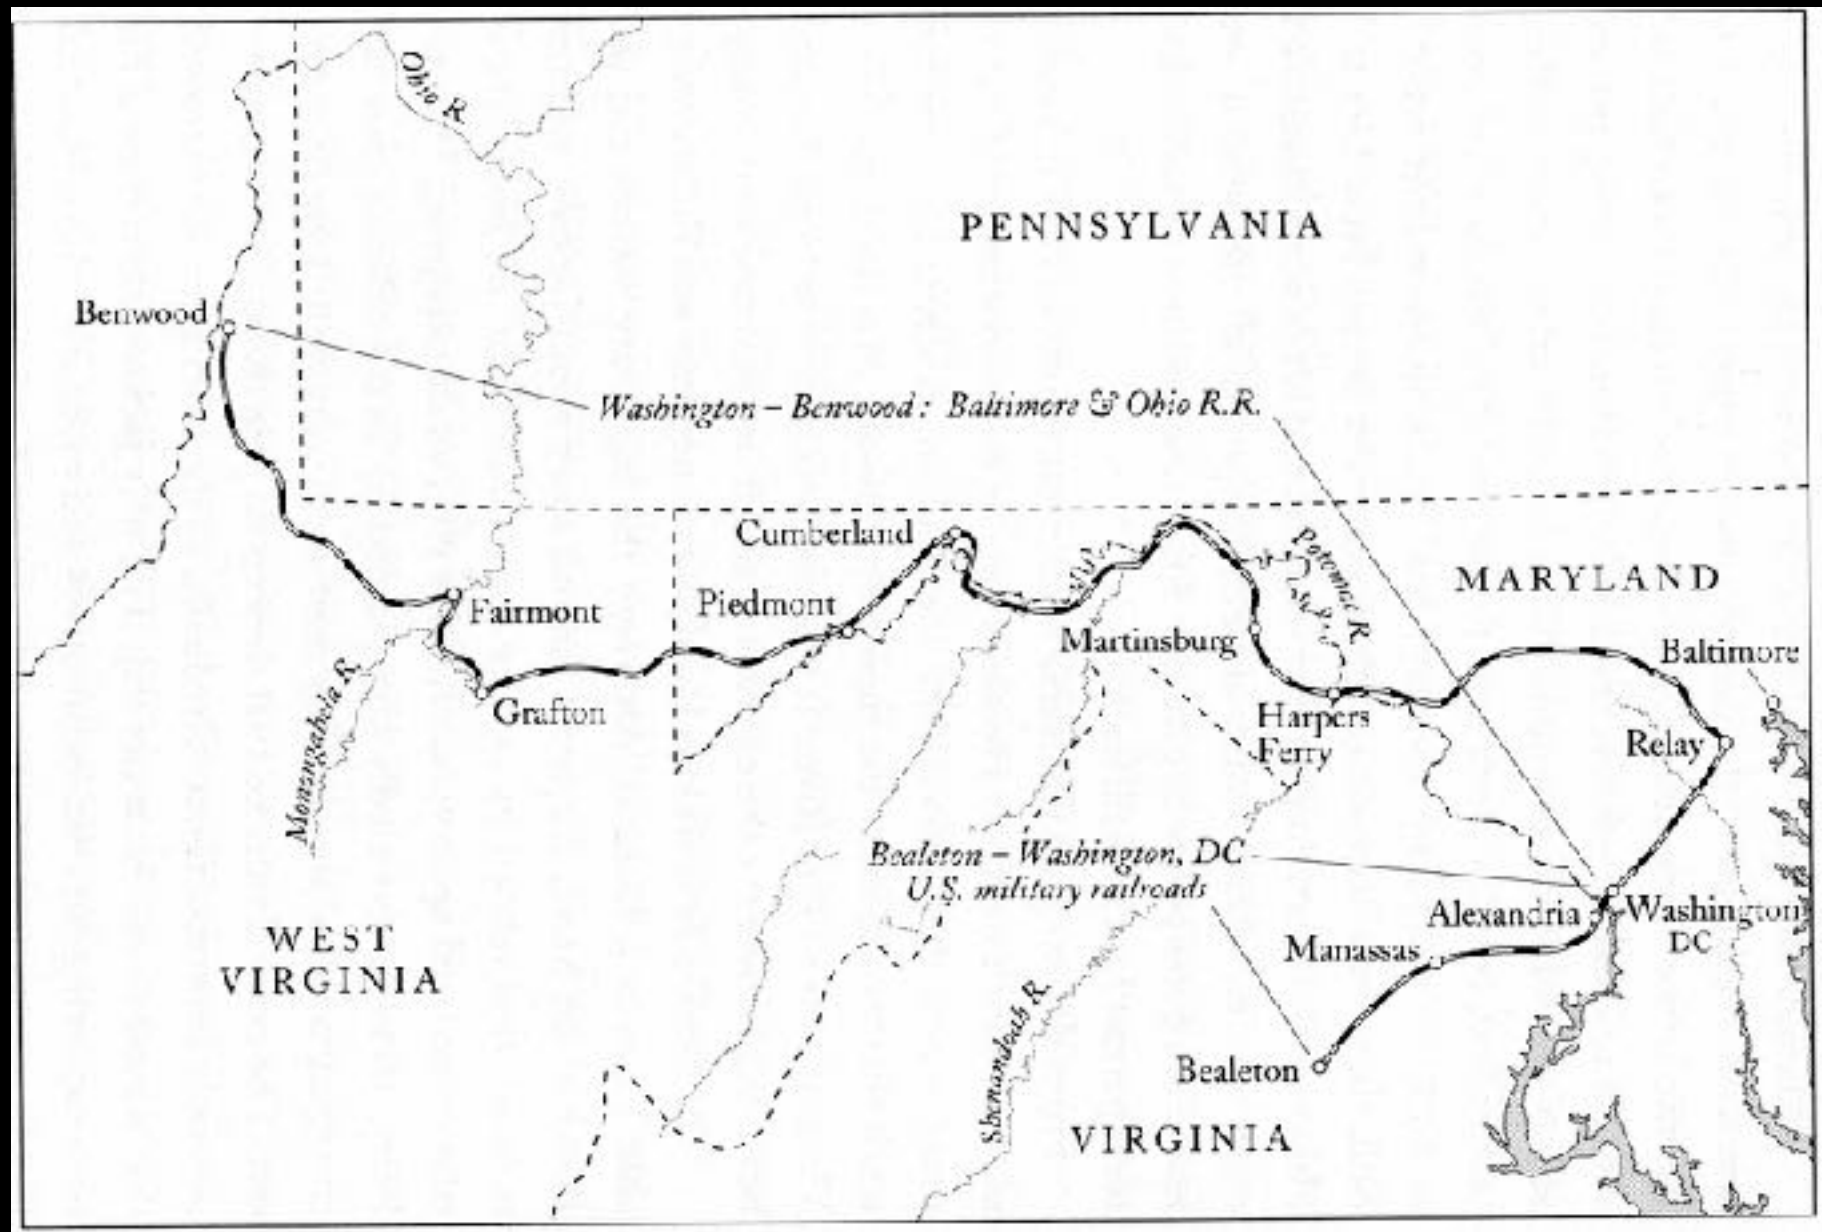 Ohio R.
PENNSYLVANIA
Benwood
Washington – Benwood: Baltimore & Ohio R.R.
Cumberland
Potomac R.
MARYLAND
Piedmont
Fairmont
Martinsburg
Baltimore
Monongahela R.
Grafton
Harpers
Ferry
Relay
Bealeton – Washington, DC
U.S. military railroads
Alexandria
Washington
DC
WEST
VIRGINIA
Manassas
Shenandoah R.
Bealeton
VIRGINIA